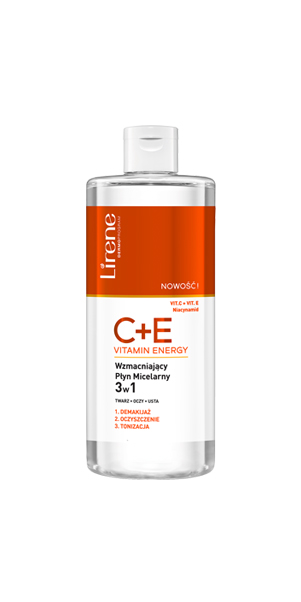 Lirene
NOWOŚĆ!
VIT.C + VIT. E
Niacynamid
C+E
VITAMIN ENERGY
Wzmacniający
Płyn Micelarny
3w1
TWARZ • OCZY • USTA
1. DEMAKIJAŻ
2. OCZYSZCZENIE
3. TONIZACJA